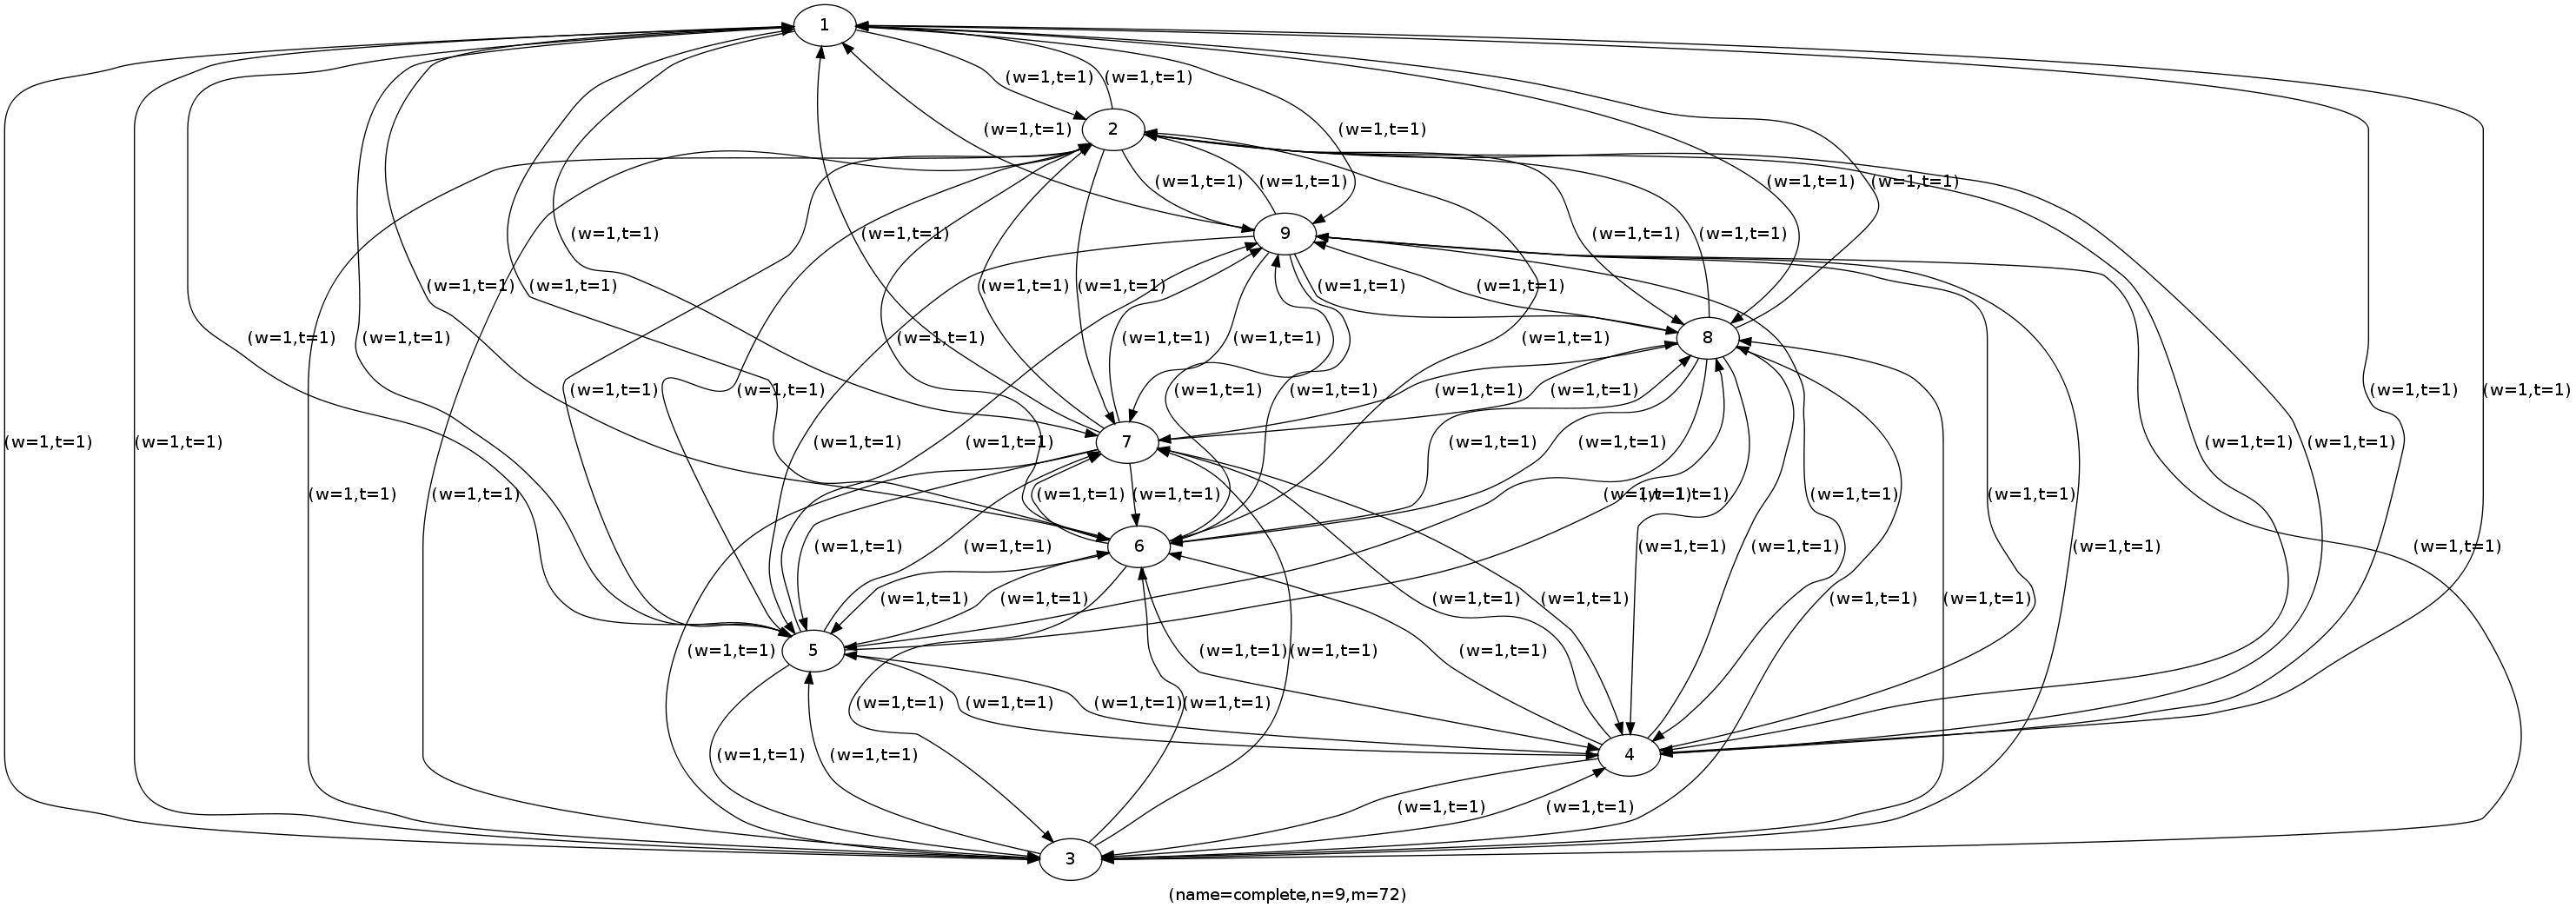 1
(w=1,t=1) (w=1,t=1)
(w=1,t=1) 2 (w=1,t=1)
(w=1,t=1) (w=1,t=1) (w=1,t=1) (w=1,t=1)
(w=1,t=1) (w=1,t=1) 9 (w=1,t=1) (w=1,t=1)
(w=1,t=1) (w=1,t=1) (w=1,t=1) (w=1,t=1) (w=1,t=1) (w=1,t=1)
(w=1,t=1) (w=1,t=1) (w=1,t=1) (w=1,t=1) (w=1,t=1) (w=1,t=1) 8
(w=1,t=1) (w=1,t=1) (w=1,t=1) (w=1,t=1) (w=1,t=1) (w=1,t=1) (w=1,t=1) (w=1,t=1)
(w=1,t=1) (w=1,t=1) (w=1,t=1) (w=1,t=1) 7 (w=1,t=1) (w=1,t=1) (w=1,t=1) (w=1,t=1)
(w=1,t=1) (w=1,t=1) (w=1,t=1) (w=1,t=1) (w=1,t=1) (w=1,t=1) (w=1,t=1) (w=1,t=1)
(w=1,t=1) (w=1,t=1) 6 (w=1,t=1) (w=1,t=1) (w=1,t=1) (w=1,t=1)
(w=1,t=1) (w=1,t=1) (w=1,t=1) (w=1,t=1) (w=1,t=1) (w=1,t=1)
(w=1,t=1) 5 (w=1,t=1) (w=1,t=1) (w=1,t=1)
(w=1,t=1) (w=1,t=1) (w=1,t=1) (w=1,t=1)
(w=1,t=1) (w=1,t=1) 4
(w=1,t=1) (w=1,t=1)
3
(name=complete,n=9,m=72)